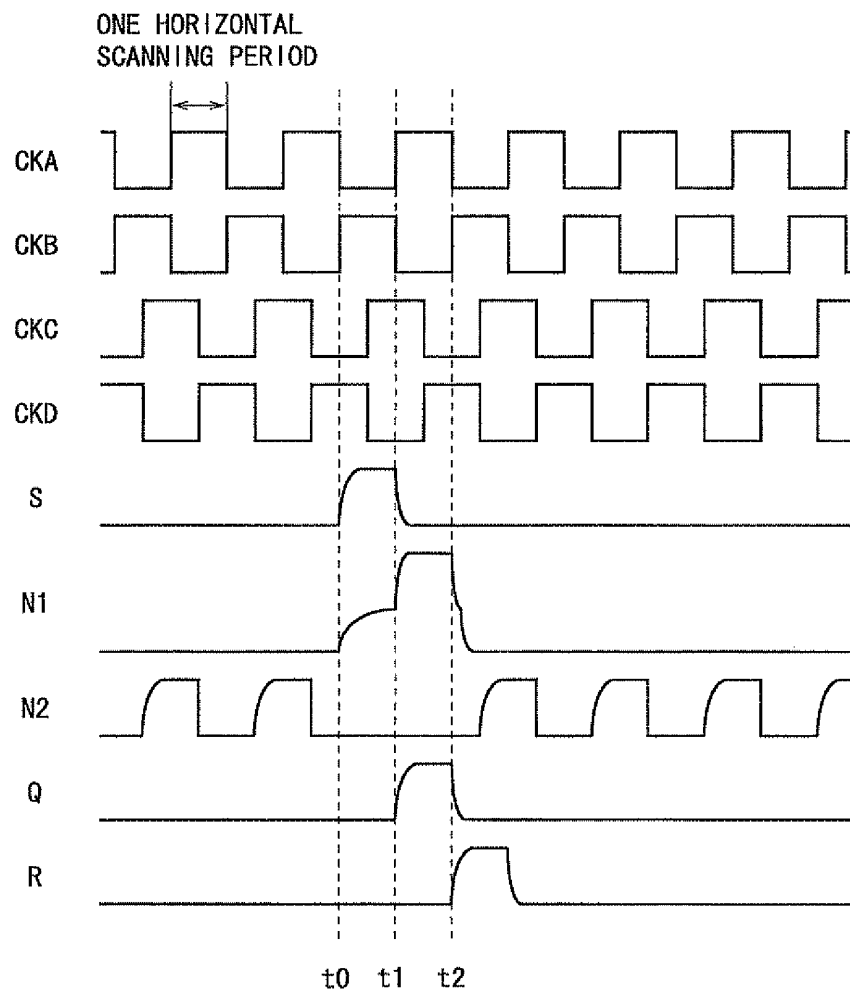 ONE HORIZONTAL
SCANNING PERIOD
CKA
CKB
CKC
CKD
S
N1
N2
Q
R
t0 t1 t2